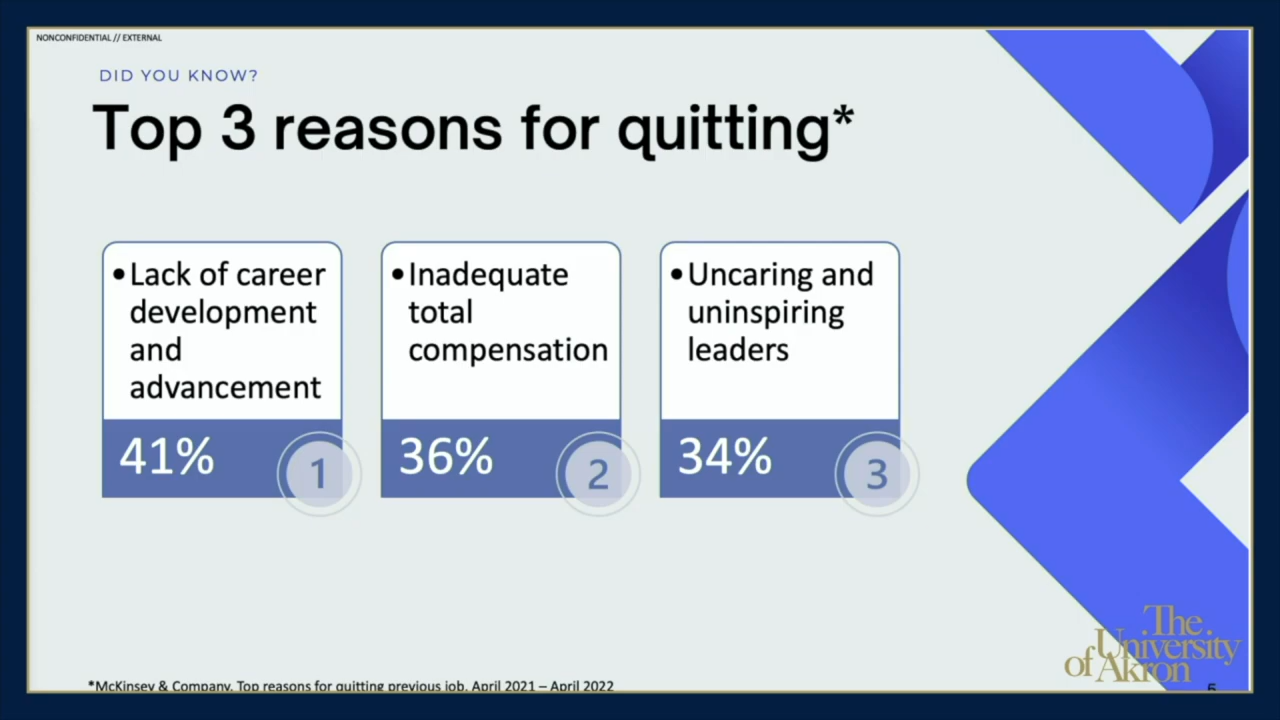 NONCONFIDENTIAL // EXTERNAL
DID YOU KNOW?
Top 3 reasons for quitting*
•Lack of career
development
and
advancement
41%
1
•Inadequate
total
compensation
36%
2
•Uncaring and
uninspiring
leaders
34%
3
*McKinsey & Company. Top reasons for quitting previous job. April 2021 – April 2022
The
University
of Akron
5